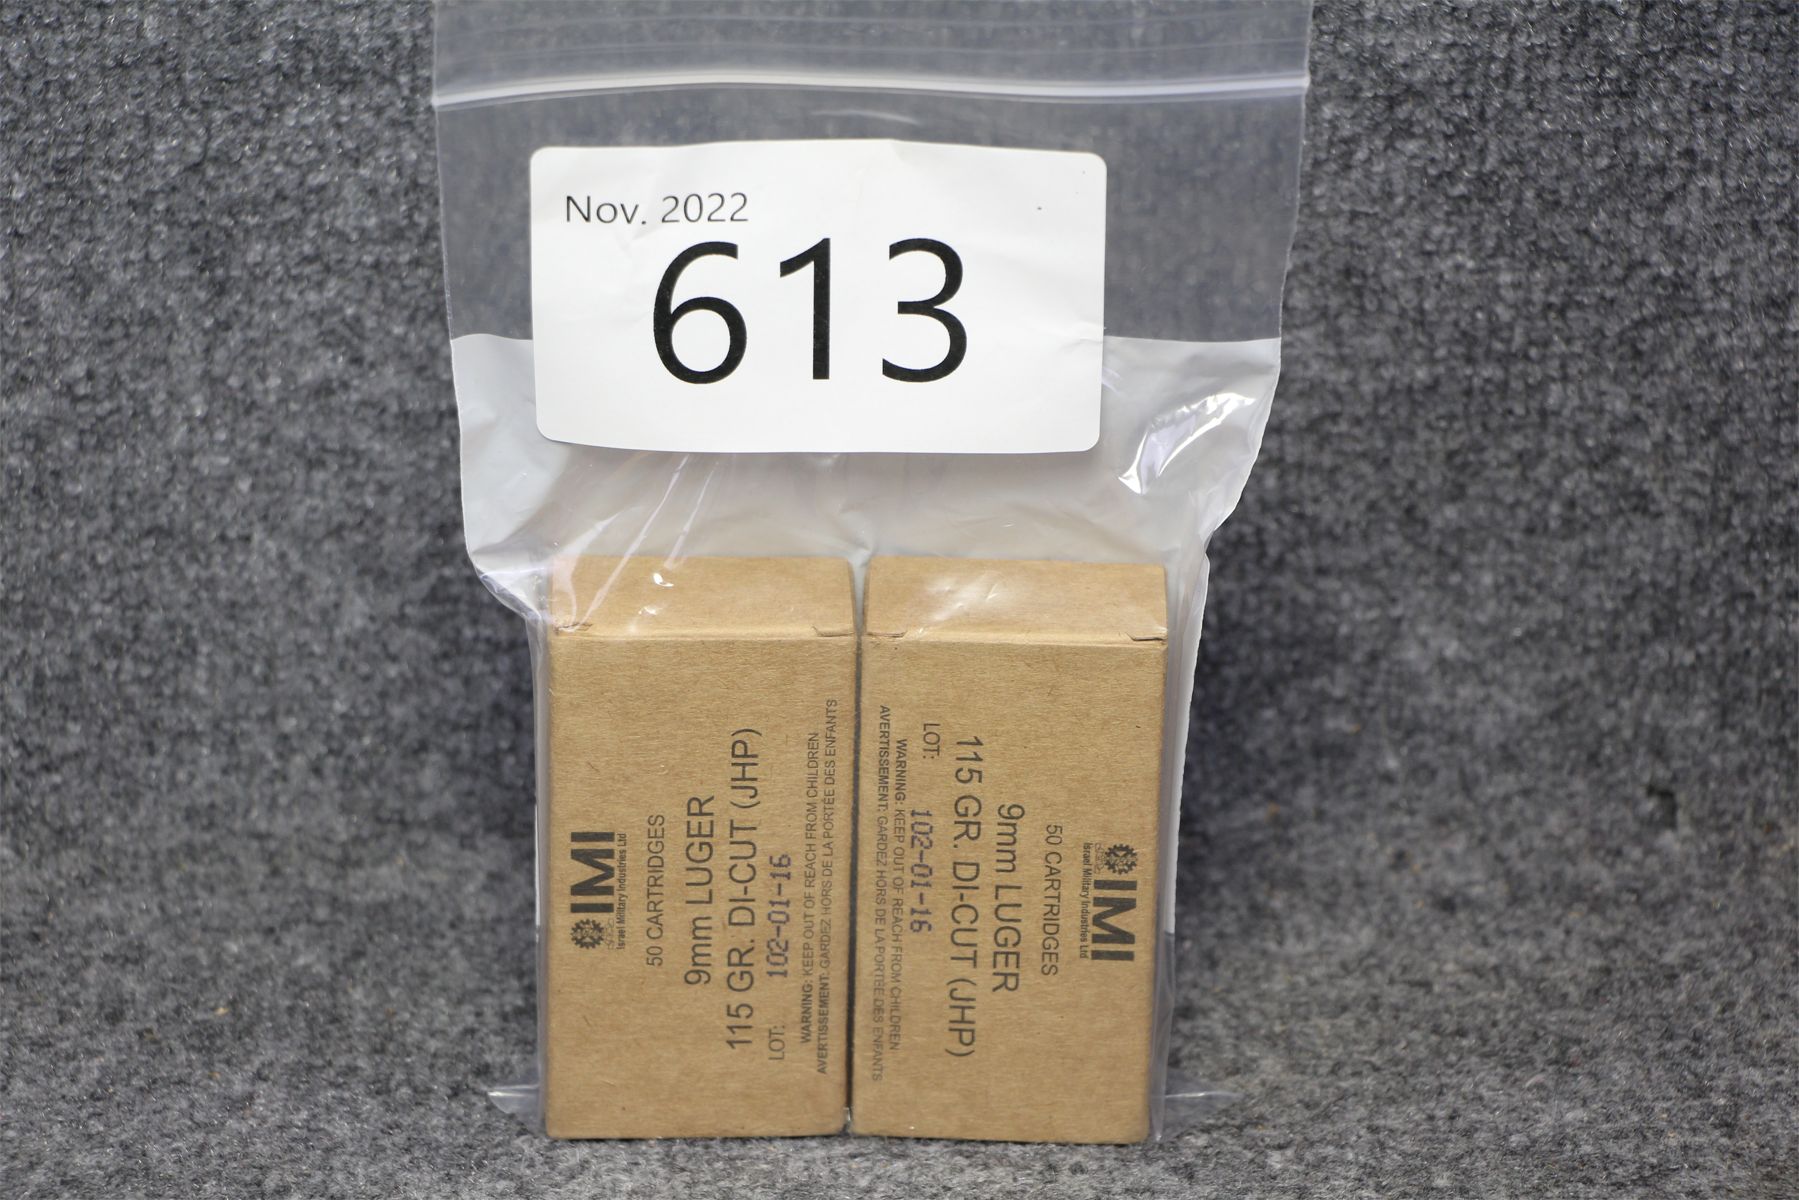 Nov. 2022
613
IMI
Israel Military Industries Ltd
50 CARTRIDGES
9mm LUGER
115 GR. DI-CUT (JHP)
LOT: 102-01-16
WARNING: KEEP OUT OF REACH FROM CHILDREN
AVERTISSEMENT: GARDEZ HORS DE LA PORTÉE DES ENFANTS
IMI
Israel Military Industries Ltd
50 CARTRIDGES
9mm LUGER
115 GR. DI-CUT (JHP)
LOT: 102-01-16
WARNING: KEEP OUT OF REACH FROM CHILDREN
AVERTISSEMENT: GARDEZ HORS DE LA PORTÉE DES ENFANTS